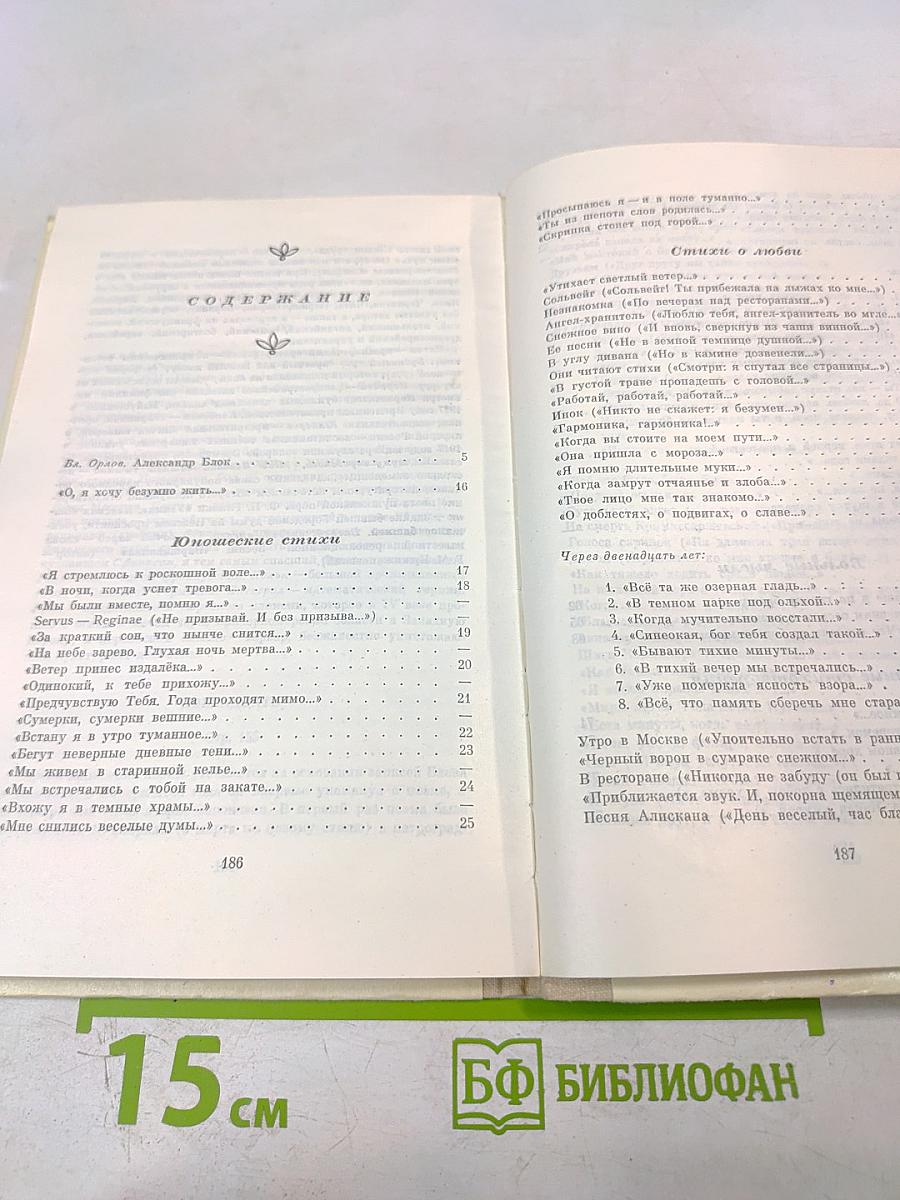 СОДЕРЖАНИЕ
Вл. Орлов. Александр Блок . . . . . . . . . . . . . 5
«О, я хочу безумно жить...» . . . . . . . . . . . . . 16
Юношеские стихи
«Я стремлюсь к роскошной воле...» . . . . . . . . . . 17
«В ночи, когда уснет тревога...» . . . . . . . . . . . 18
«Мы были вместе, помню я...» . . . . . . . . . . . —
Servus — Reginae («Не призывай. И без призыва...») . . . . —
«За краткий сон, что нынче снится...» . . . . . . . . . 19
«На небе зарево. Глухая ночь мертва...» . . . . . . . . —
«Ветер принес издалёка...» . . . . . . . . . . . . . 20
«Одинокий, к тебе прихожу...» . . . . . . . . . . . —
«Предчувствую Тебя. Года проходят мимо...» . . . . . . 21
«Сумерки, сумерки вешние...» . . . . . . . . . . . . —
«Встану я в утро туманное...» . . . . . . . . . . . . 22
«Бегут неверные дневные тени...» . . . . . . . . . . . 23
«Мы живем в старинной келье...» . . . . . . . . . . . —
«Мы встречались с тобой на закате...» . . . . . . . . . 24
«Вхожу я в темные храмы...» . . . . . . . . . . . . —
«Мне снились веселые думы...» . . . . . . . . . . . . 25
186
«Просыпаюсь я — и в поле туманно...» . . . . . . .
«Ты из шепота слов родилась...» . . . . . . . .
«Скрипка стонет под горой...» . . . . . . . .
Стихи о любви
«Утихает светлый ветер...» . . . . . . . . .
Сольвейг («Сольвейг! Ты прибежала на лыжах ко мне...») .
Незнакомка («По вечерам над ресторанами...») . . . .
Ангел-хранитель («Люблю тебя, ангел-хранитель во мгле...»
Снежное вино («И вновь, сверкнув из чаши винной...») .
Ее песни («Не в земной темнице душной...») . . . . .
В углу дивана («Но в камине дозвенели...») . . . . .
Они читают стихи («Смотри: я спутал все страницы...») .
«В густой траве пропадешь с головой...» . . . . . .
«Работай, работай, работай...» . . . . . . . .
Инок («Никто не скажет: я безумен...») . . . . . .
«Гармоника, гармоника!..» . . . . . . . . .
«Когда вы стоите на моем пути...» . . . . . . .
«Она пришла с мороза...» . . . . . . . . .
«Я помню длительные муки...» . . . . . . . .
«Когда замрут отчаянье и злоба...» . . . . . . .
«Твое лицо мне так знакомо...» . . . . . . . .
«О доблестях, о подвигах, о славе...» . . . . . .
Через двенадцать лет:
1. «Всё та же озерная гладь...» . . . . .
2. «В темном парке под ольхой...» . . . .
3. «Когда мучительно восстали...» . . . .
4. «Синеокая, бог тебя создал такой...» . .
5. «Бывают тихие минуты...» . . . . . .
6. «В тихий вечер мы встречались...» . . .
7. «Уже померкла ясность взора...» . . . .
8. «Всё, что память сберечь мне стара
Утро в Москве («Упоительно встать в ранн
«Черный ворон в сумраке снежном...» . . .
В ресторане («Никогда не забуду (он был
«Приближается звук. И, покорна щемящем
Песня Алискана («День веселый, час бла
187
15 см
БФ БИБЛИОФАН